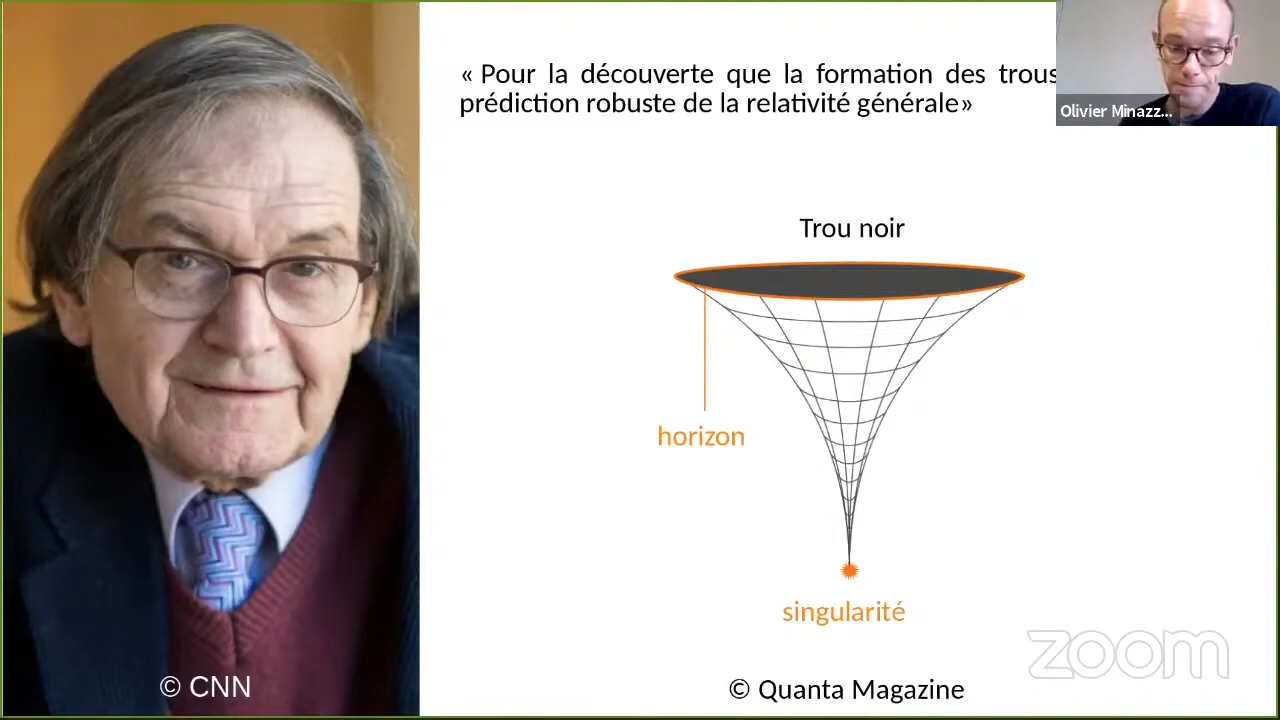 « Pour la découverte que la formation des trous
prédiction robuste de la relativité générale»
Olivier Minazz...
Trou noir
horizon
singularité
zoom
© CNN
© Quanta Magazine